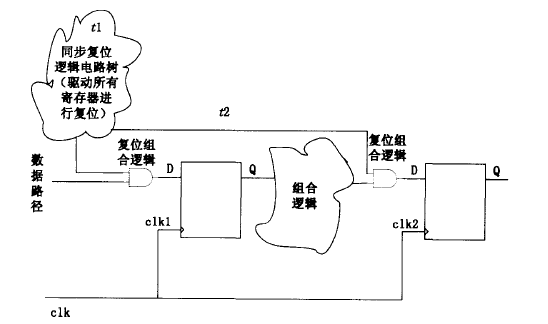 t1
同步复位
逻辑电路树
(驱动所有
寄存器进
行复位)
t2
复位组
合逻辑
复位组
合逻辑
数
据
路
径
D
Q
组合
逻辑
D
Q
clk1
clk2
clk